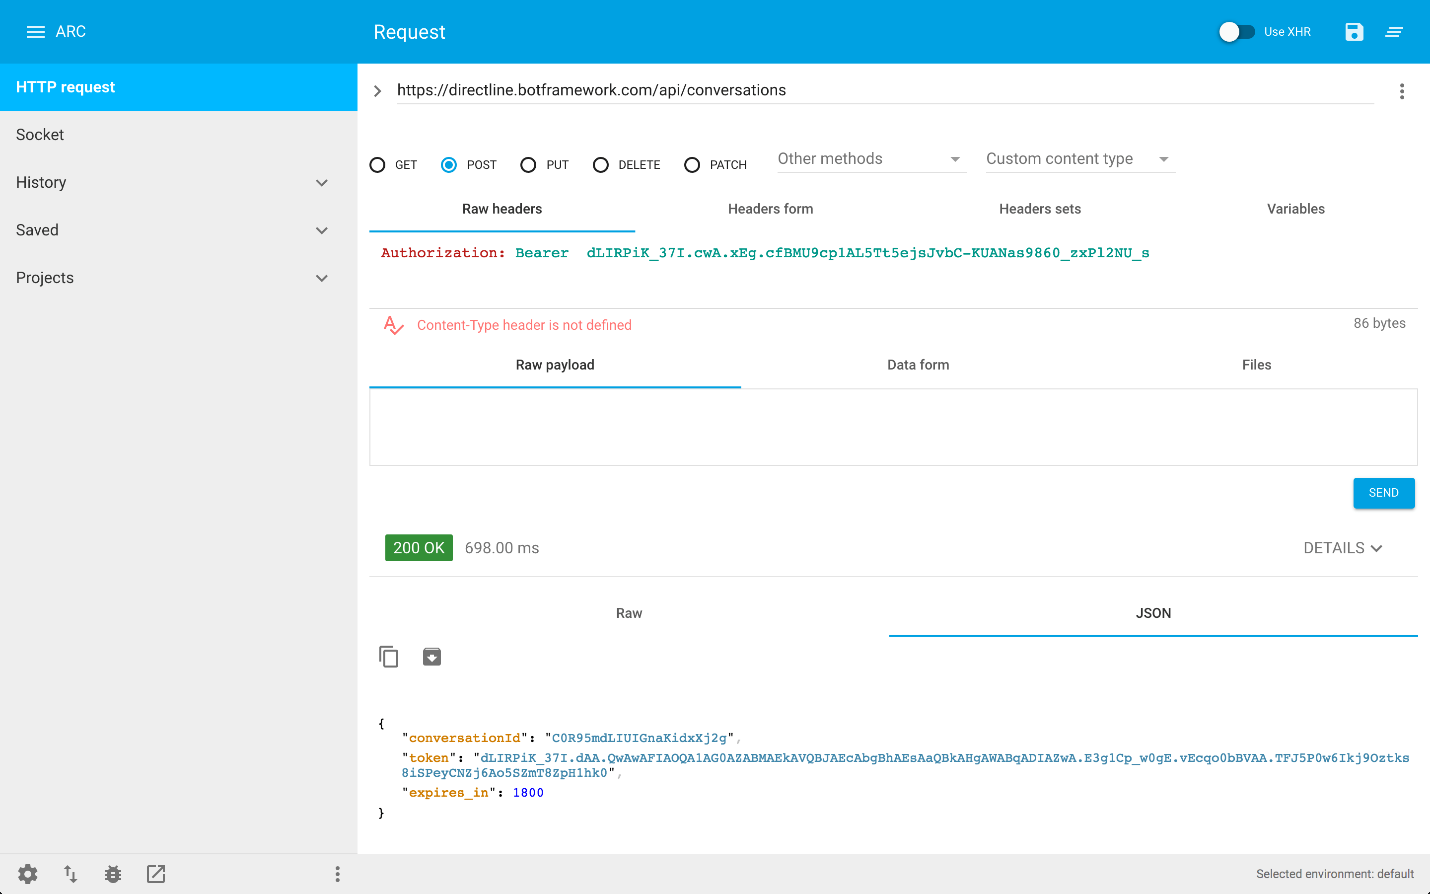 ARC
Request
Use XHR
HTTP request
https://directline.botframework.com/api/conversations
Socket
History
Saved
Projects
GET
POST
PUT
DELETE
PATCH
Other methods
Custom content type
Raw headers
Headers form
Headers sets
Variables
Authorization: Bearer  dLIRPiK_37I.cwA.xEg.cfBMU9cplAL5Tt5ejsJvbC-KUANas9860_zxPl2NU_s
Content-Type header is not defined
86 bytes
Raw payload
Data form
Files
SEND
200 OK
698.00 ms
DETAILS
Raw
JSON
{
"conversationId": "C0R95mdLIUIGnaKidxXj2g",
"token": "dLIRPiK_37I.dAA.QwAwAFIAOQA1AG0AZABMAEkAVQBJAEcAbgBhAEsAaQBkAHgAWABqADIAZwA.E3g1Cp_w0gE.vEcqo0bBVAA.TFJ5P0w6Ikj9Oztks
8iSPeyCNZj6Ao5SZmT8ZpH1hk0",
"expires_in": 1800
}
Selected environment: default